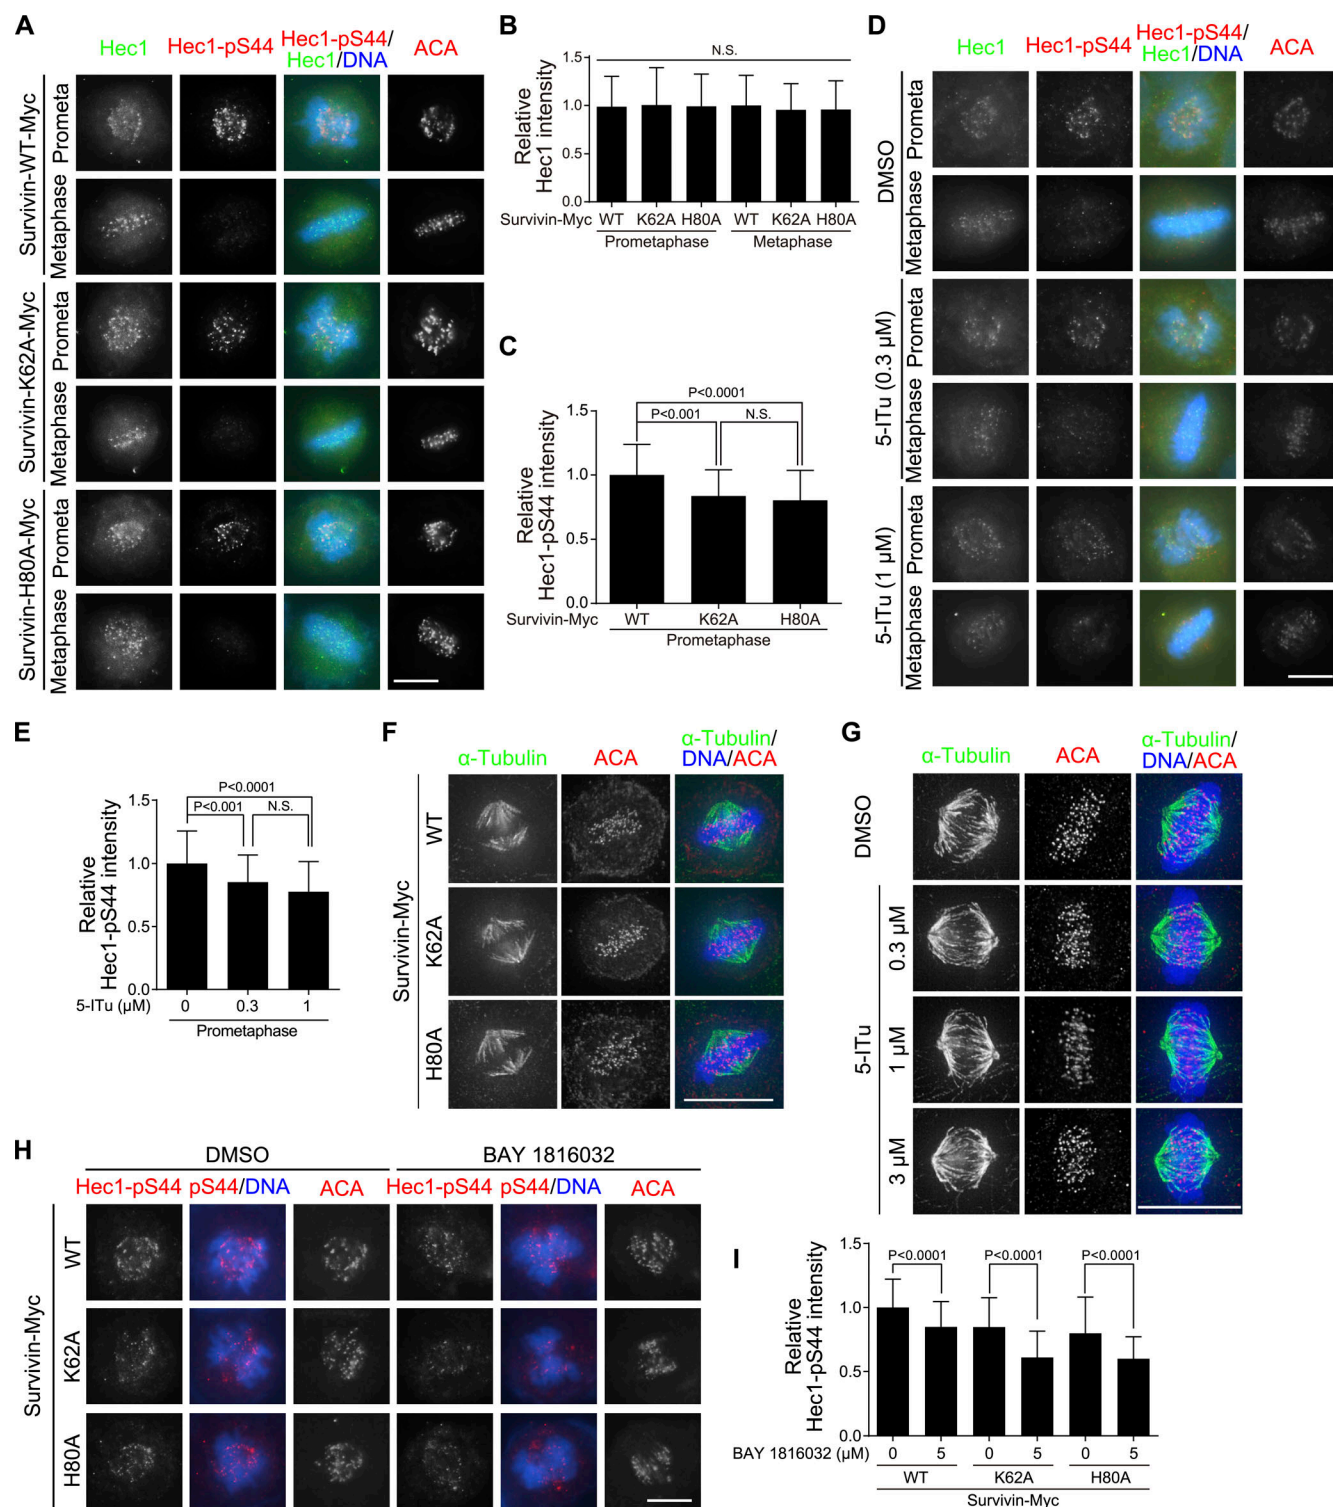 A
Hec1
Hec1-pS44
Hec1-pS44/
Hec1/DNA
ACA
Survivin-WT-Myc
Prometa
Metaphase
Survivin-K62A-Myc
Prometa
Metaphase
Survivin-H80A-Myc
Prometa
Metaphase
B
N.S.
Relative
Hec1 intensity
1.5
1.0
0.5
0.0
Survivin-Myc WT K62A H80A WT K62A H80A
Prometaphase Metaphase
C
P<0.0001
P<0.001 N.S.
Relative
Hec1-pS44 intensity
1.5
1.0
0.5
0.0
Survivin-Myc WT K62A H80A
Prometaphase
D
Hec1
Hec1-pS44
Hec1-pS44/
Hec1/DNA
ACA
DMSO
Prometa
Metaphase
5-ITu (0.3 μM)
Prometa
Metaphase
5-ITu (1 μM)
Prometa
Metaphase
E
P<0.0001
P<0.001 N.S.
Relative
Hec1-pS44 intensity
1.5
1.0
0.5
0.0
5-ITu (μM) 0 0.3 1
Prometaphase
F
α-Tubulin
ACA
α-Tubulin/
DNA/ACA
Survivin-Myc
WT
K62A
H80A
G
α-Tubulin
ACA
α-Tubulin/
DNA/ACA
DMSO
5-ITu
0.3 μM
1 μM
3 μM
H
DMSO BAY 1816032
Hec1-pS44 pS44/DNA ACA Hec1-pS44 pS44/DNA ACA
Survivin-Myc
WT
K62A
H80A
I
P<0.0001 P<0.0001 P<0.0001
Relative
Hec1-pS44 intensity
1.5
1.0
0.5
0.0
BAY 1816032 (μM) 0 5 0 5 0 5
WT K62A H80A
Survivin-Myc